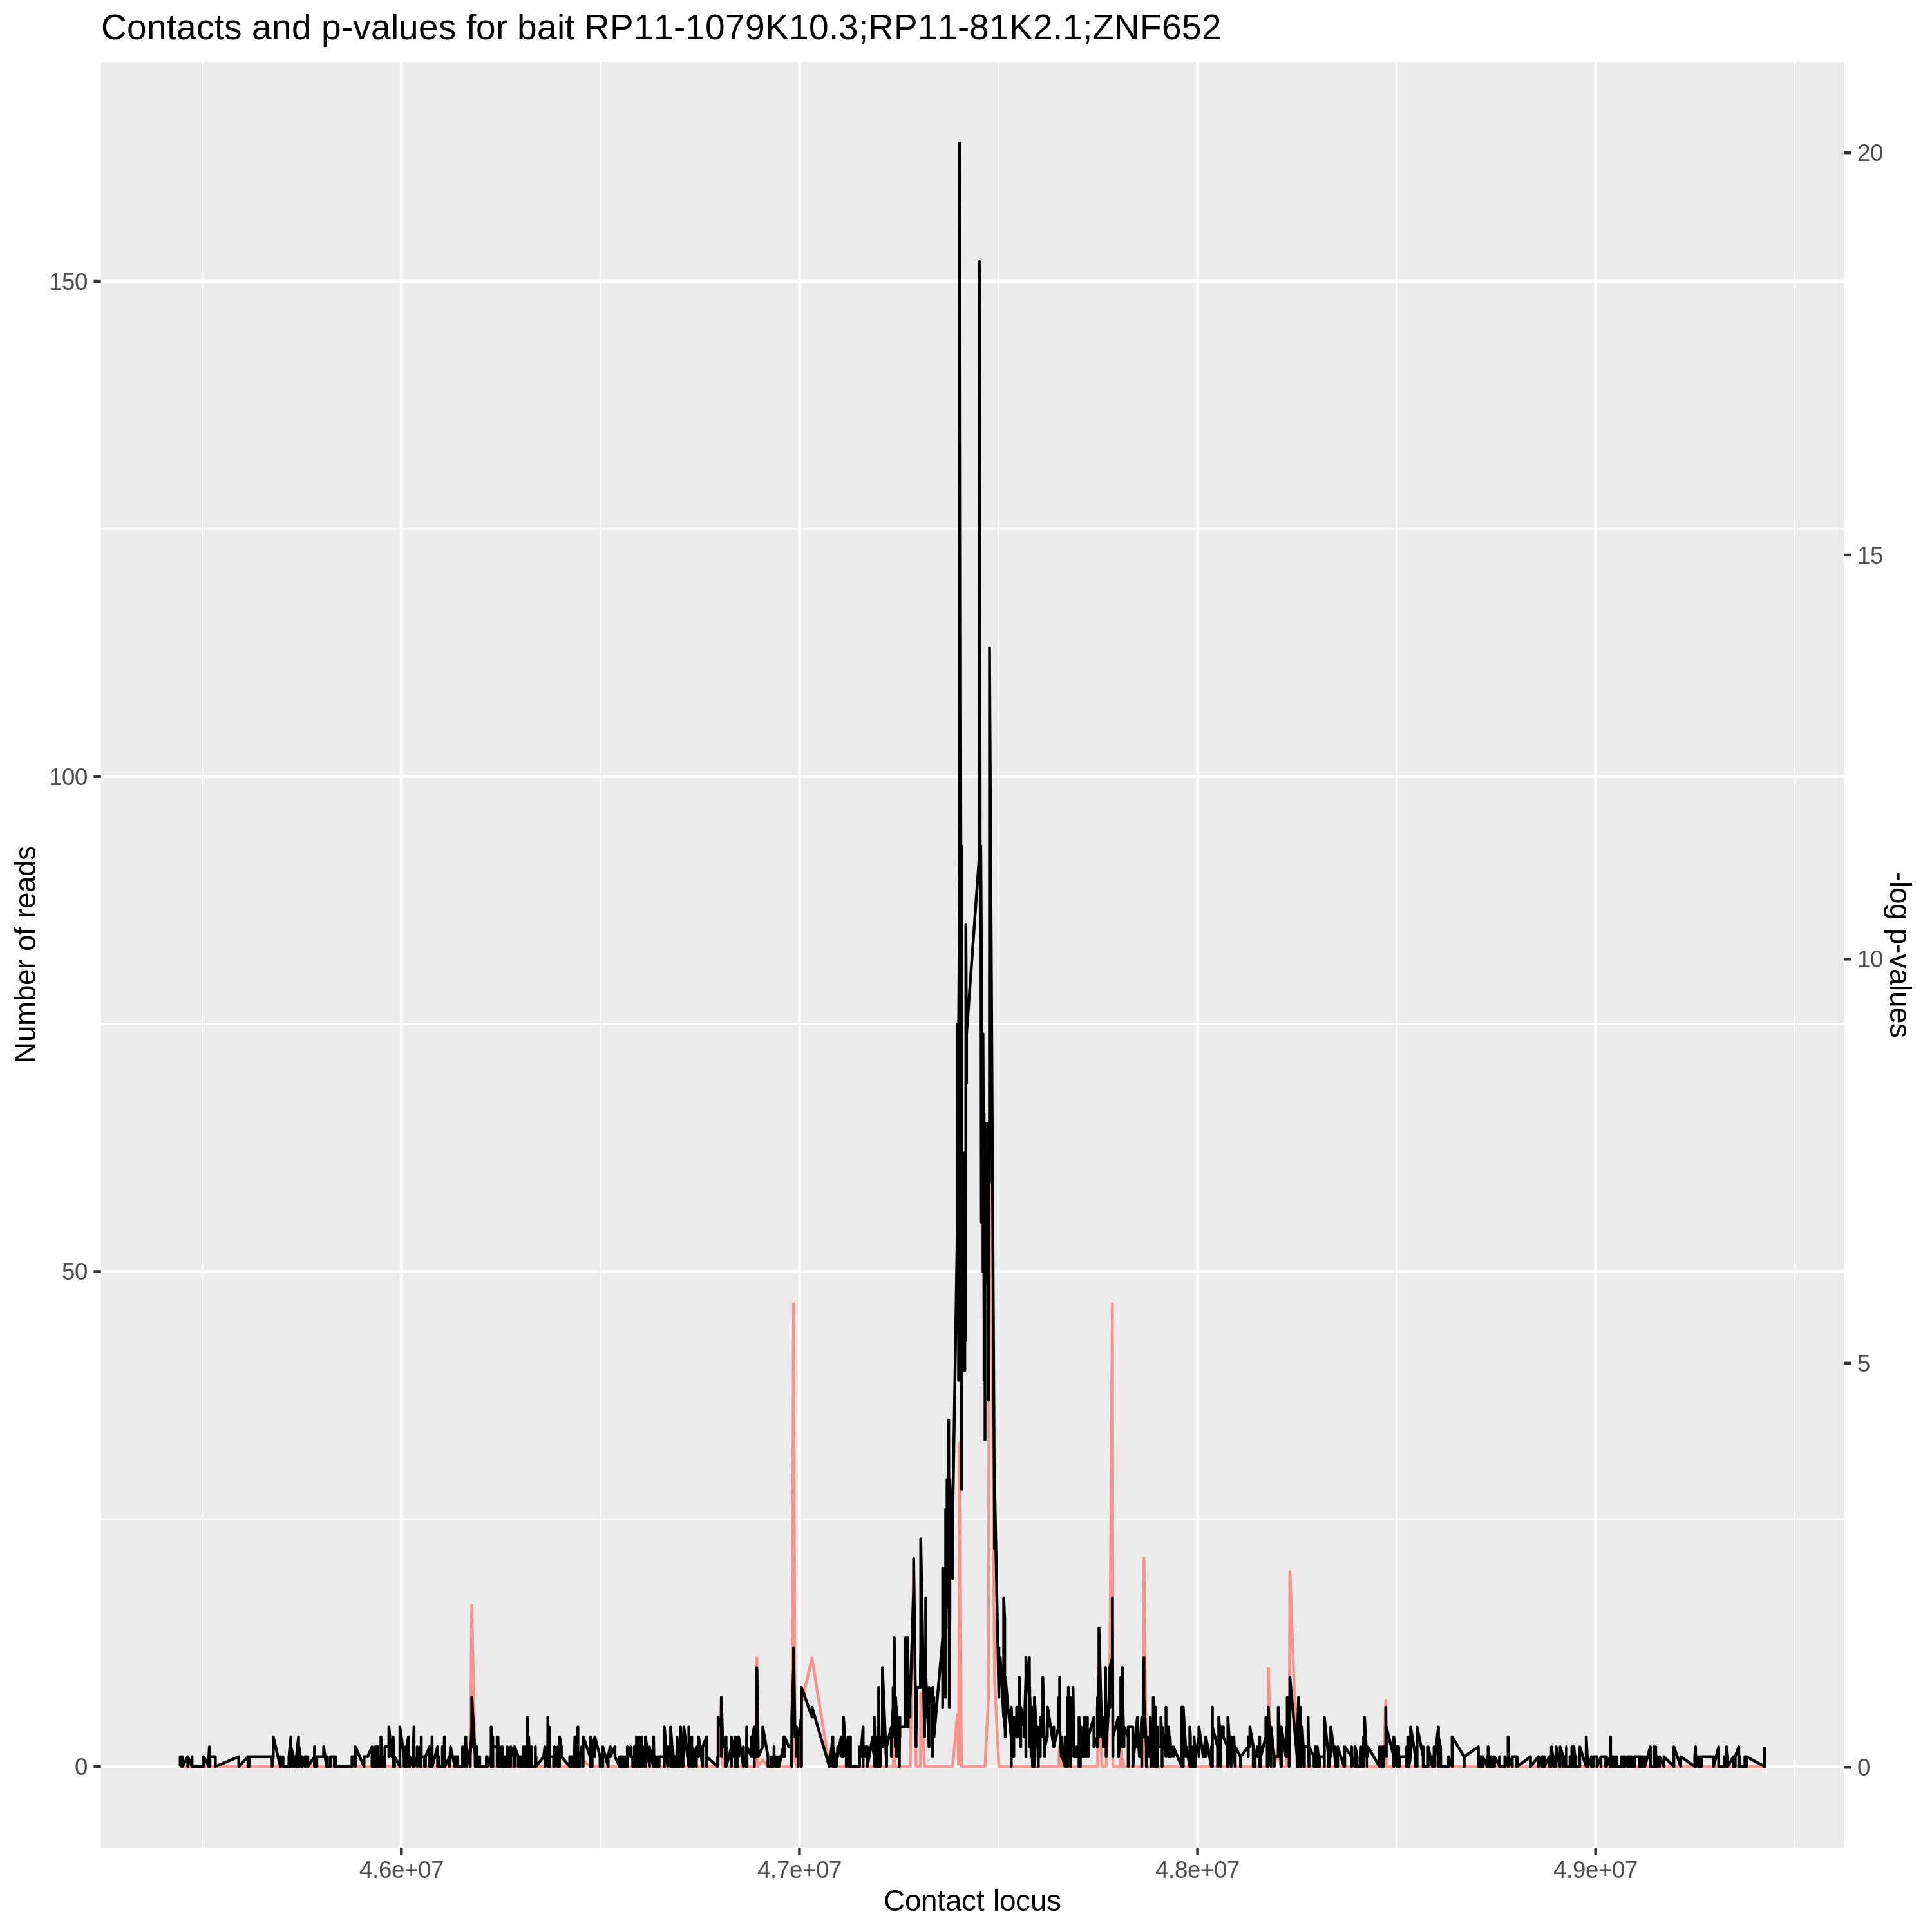 Contacts and p-values for bait RP11-1079K10.3;RP11-81K2.1;ZNF652
150
100
50
0
Number of reads
20
15
10
5
0
-log p-values
4.6e+07
4.7e+07
4.8e+07
4.9e+07
Contact locus